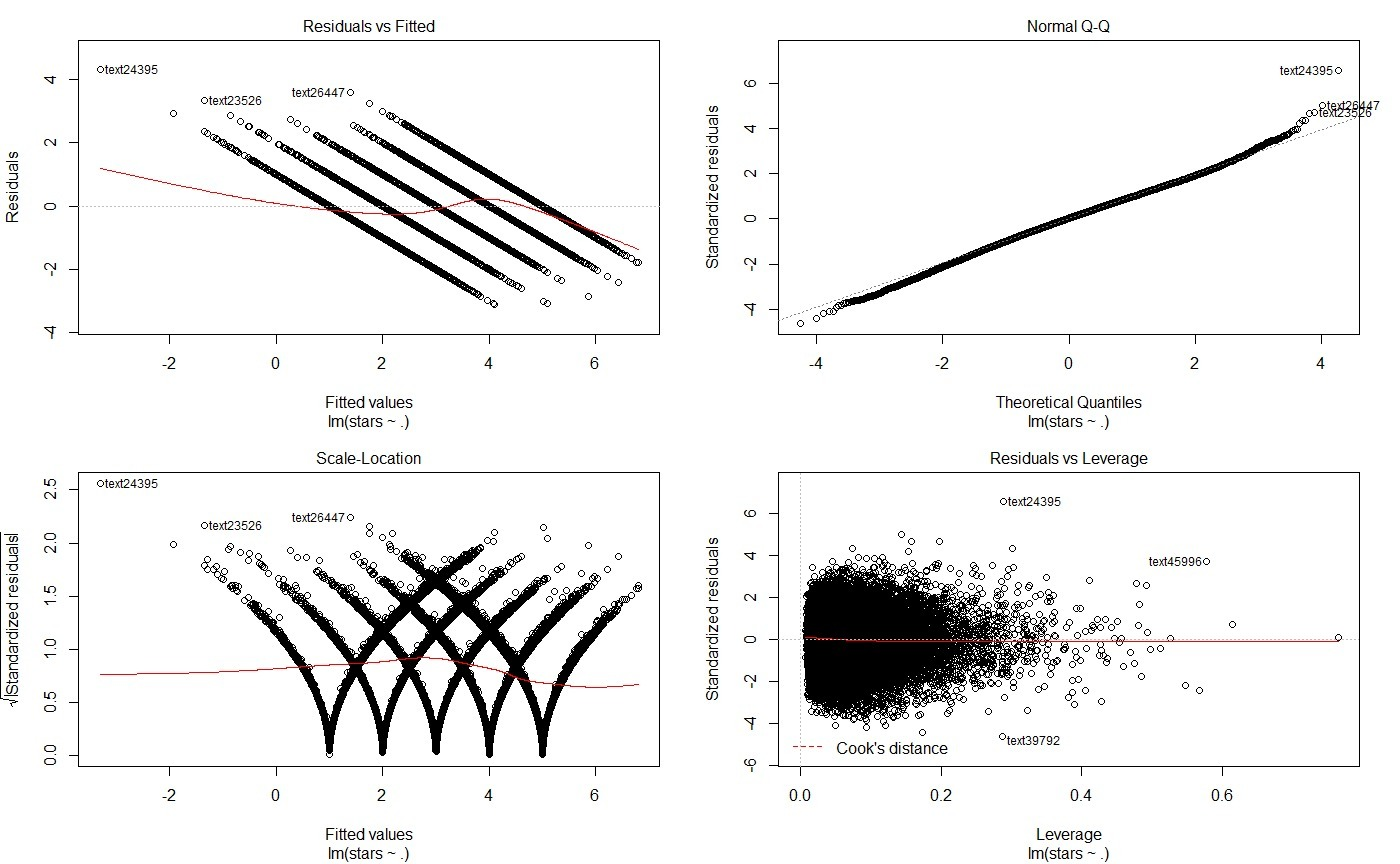 Residuals vs Fitted
Residuals
4
2
0
-2
-4
text24395
text23526
text26447
-2 0 2 4 6
Fitted values
lm(stars ~ .)
Normal Q-Q
Standardized residuals
6
4
2
0
-2
-4
text24395
text26447
text23526
-4 -2 0 2 4
Theoretical Quantiles
lm(stars ~ .)
Scale-Location
√|Standardized residuals|
2.5
2.0
1.5
1.0
0.5
0.0
text24395
text23526
text26447
-2 0 2 4 6
Fitted values
lm(stars ~ .)
Residuals vs Leverage
Standardized residuals
6
4
2
0
-2
-4
-6
text24395
text45996
text39792
Cook's distance
0.0 0.2 0.4 0.6
Leverage
lm(stars ~ .)